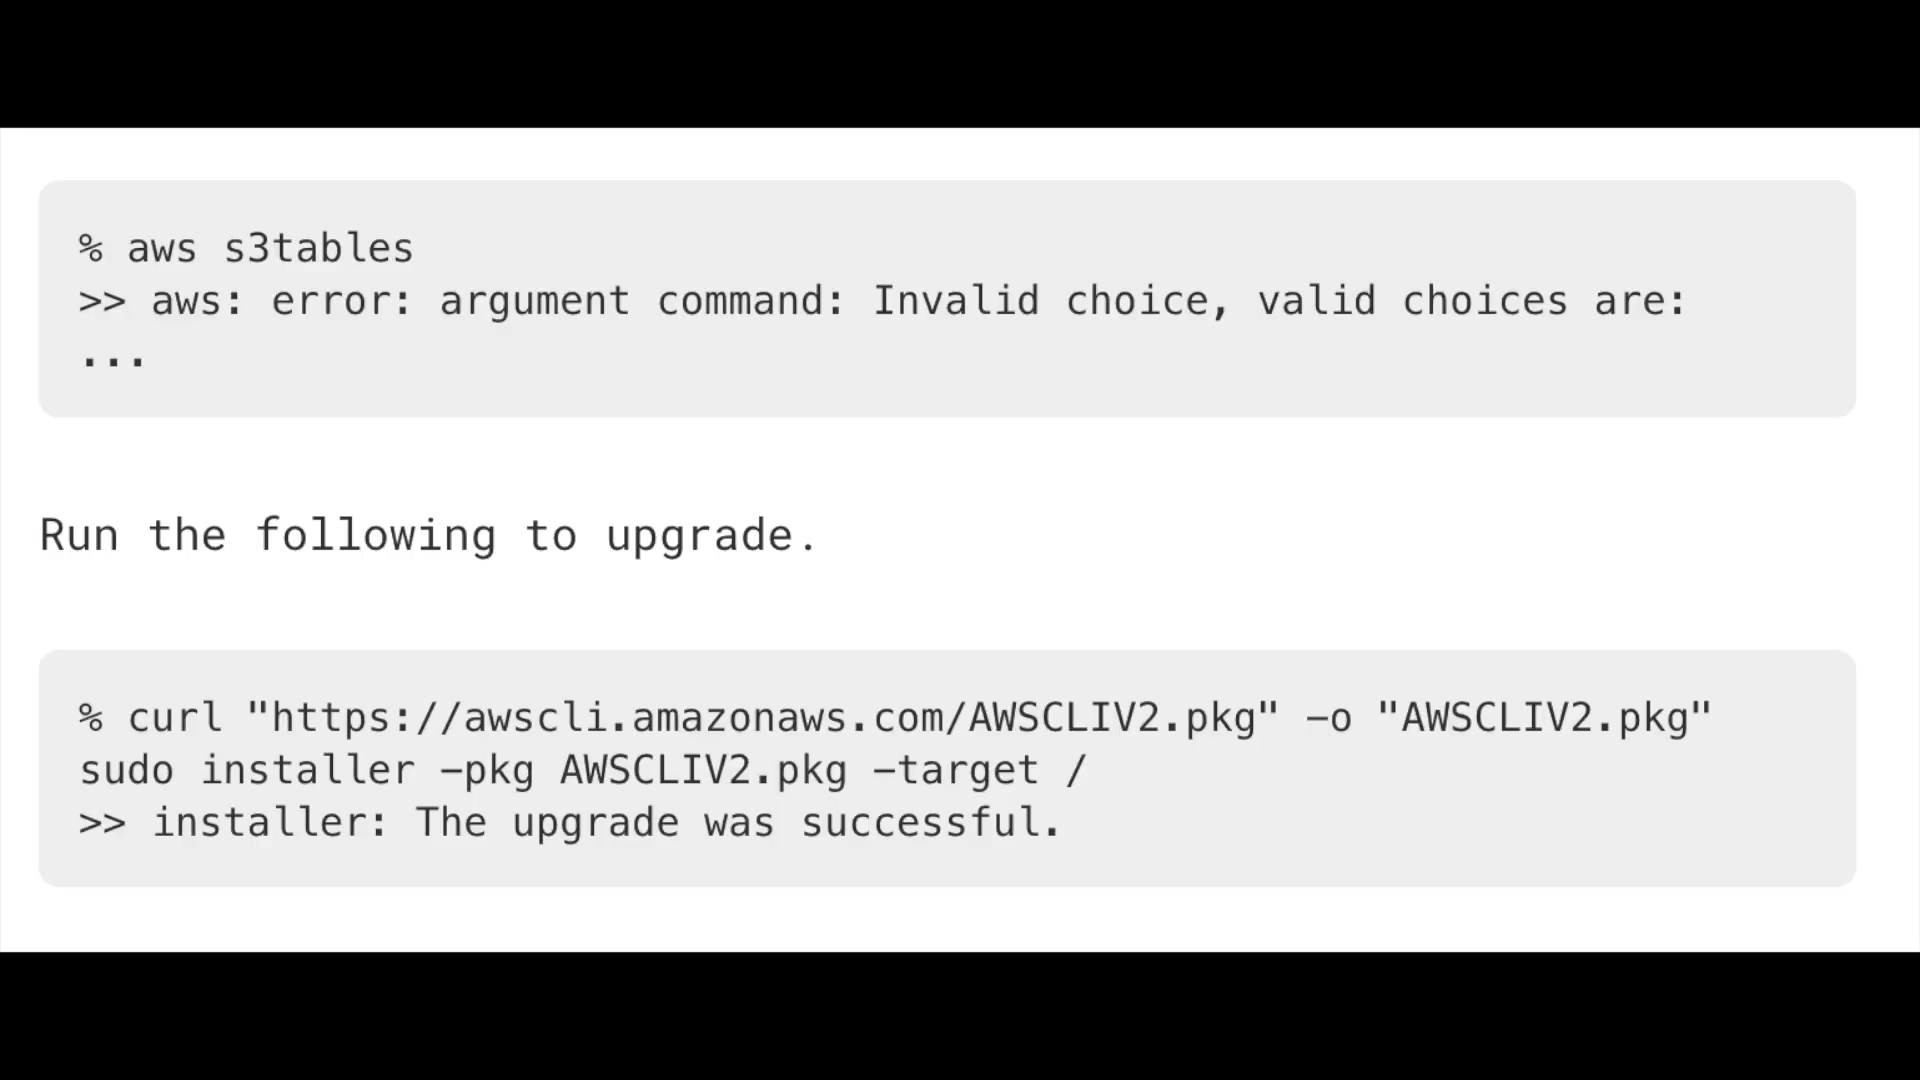 % aws s3tables
>> aws: error: argument command: Invalid choice, valid choices are:
...
Run the following to upgrade.
% curl "https://awscli.amazonaws.com/AWSCLIV2.pkg" -o "AWSCLIV2.pkg"
sudo installer -pkg AWSCLIV2.pkg -target /
>> installer: The upgrade was successful.